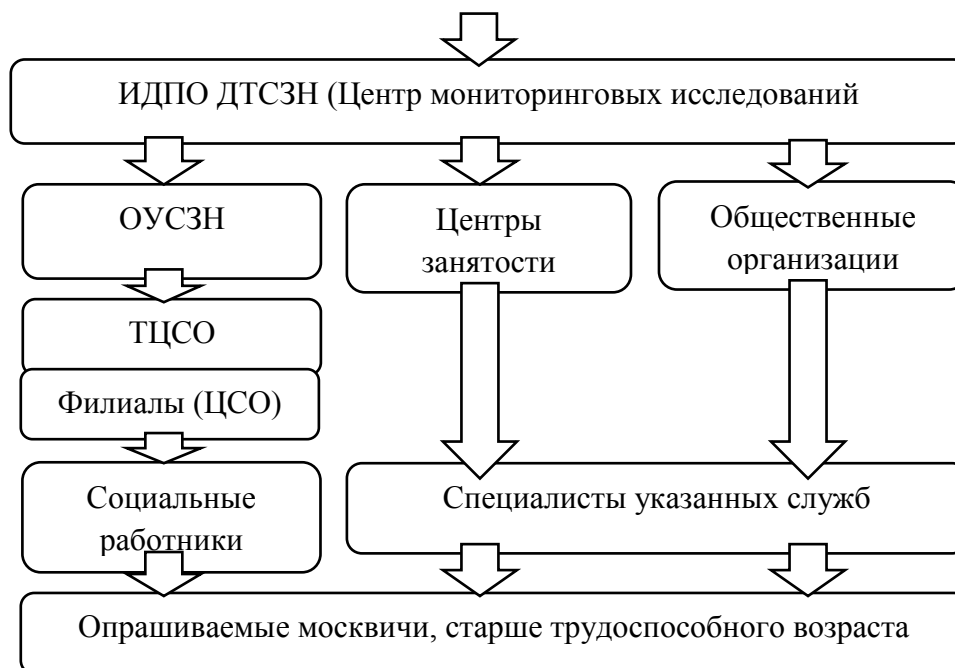 ИДПО ДТСЗН (Центр мониторинговых исследований
ОУСЗН
Центры
занятости
Общественные
организации
ТЦСО
Филиалы (ЦСО)
Социальные
работники
Специалисты указанных служб
Опрашиваемые москвичи, старше трудоспособного возраста